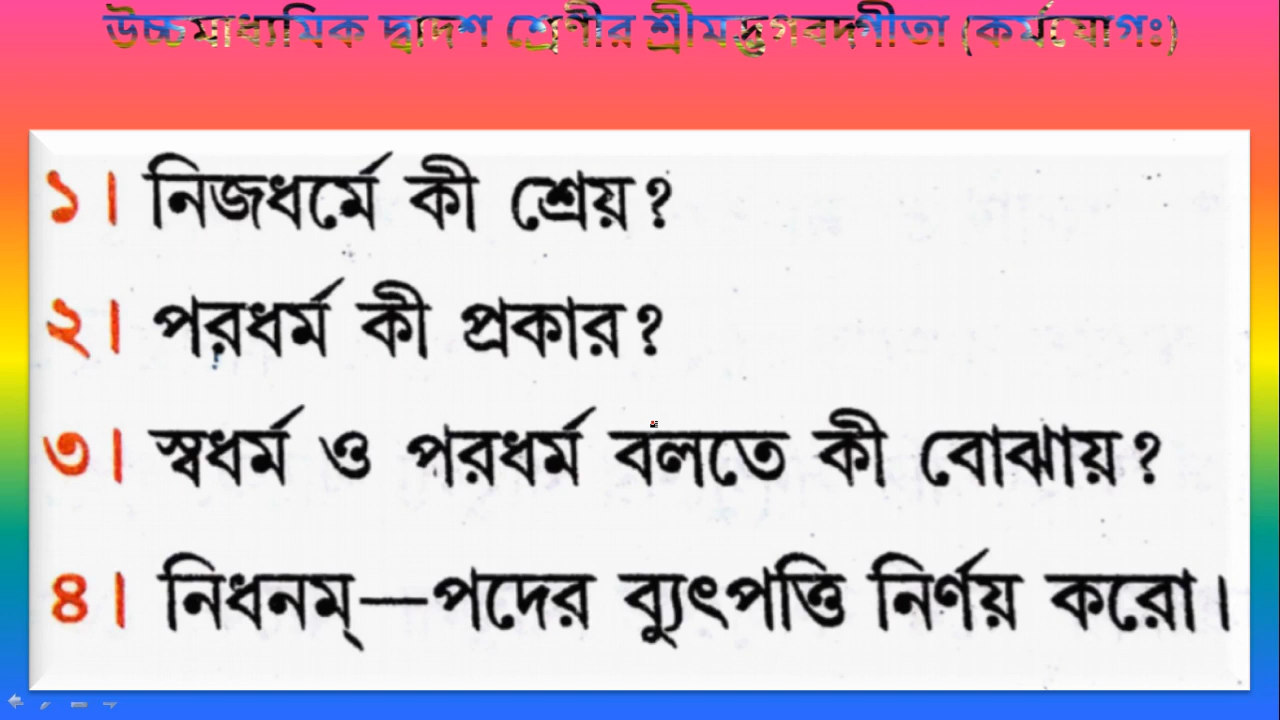 উচ্চমাধ্যমিক দ্বাদশ শ্রেণীর শ্রীমদ্ভগবদগীতা (কর্মযোগঃ)
১। নিজধর্মে কী শ্রেয়?
২। পরধর্ম কী প্রকার?
৩। স্বধর্ম ও পরধর্ম বলতে কী বোঝায়?
৪। নিধনম্—পদের ব্যুৎপত্তি নির্ণয় করো।